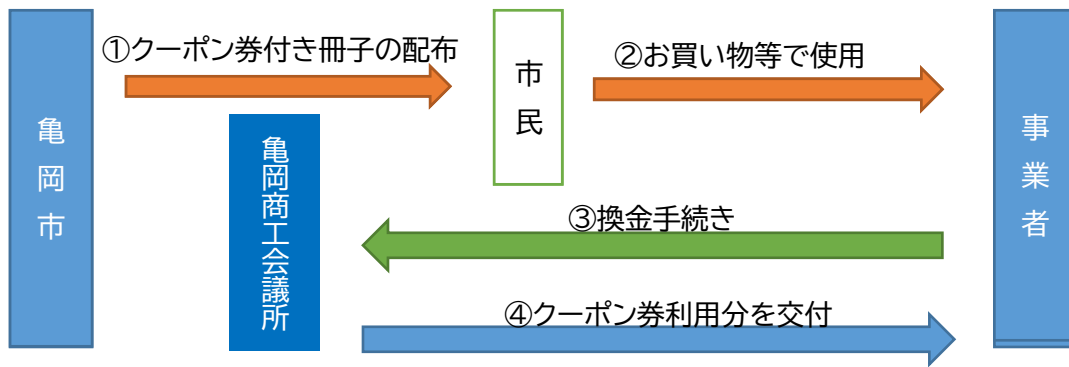 ①クーポン券付き冊子の配布
市民
②お買い物等で使用
亀岡市
亀岡商工会議所
事業者
③換金手続き
④クーポン券利用分を交付